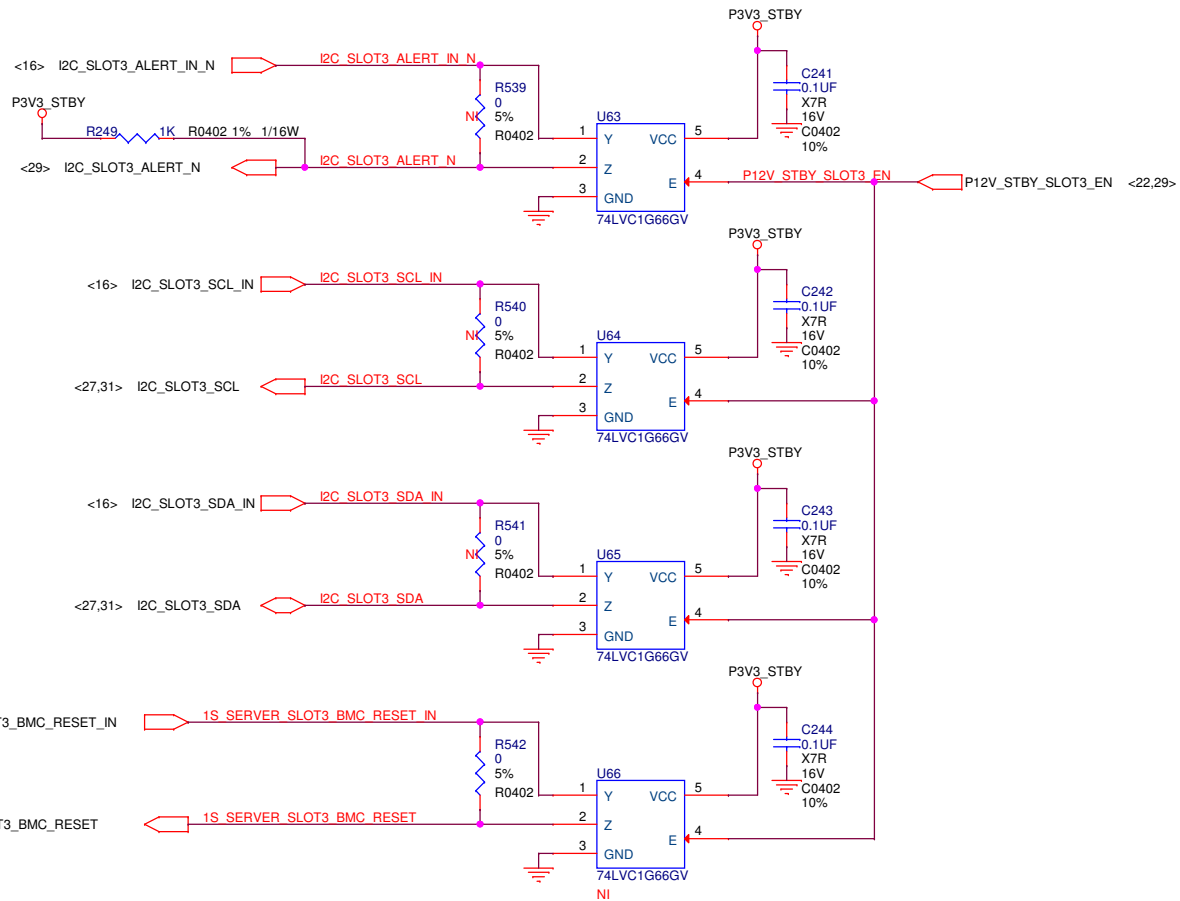 P3V3_STBY
<16> I2C_SLOT3_ALERT_IN_N I2C_SLOT3_ALERT_IN_N
C241
0.1UF
X7R
16V
C0402
10%
R539
0
NI 5%
R0402
P3V3_STBY
R249 1K R0402 1% 1/16W
U63
1 Y VCC 5
<29> I2C_SLOT3_ALERT_N I2C_SLOT3_ALERT_N
2 Z
E 4
P12V_STBY_SLOT3_EN
P12V_STBY_SLOT3_EN <22,29>
3 GND
74LVC1G66GV
P3V3_STBY
<16> I2C_SLOT3_SCL_IN I2C_SLOT3_SCL_IN
C242
0.1UF
X7R
16V
C0402
10%
R540
0
NI 5%
R0402
U64
1 Y VCC 5
<27,31> I2C_SLOT3_SCL I2C_SLOT3_SCL
2 Z
E 4
3 GND
74LVC1G66GV
P3V3_STBY
<16> I2C_SLOT3_SDA_IN I2C_SLOT3_SDA_IN
C243
0.1UF
X7R
16V
C0402
10%
R541
0
NI 5%
R0402
U65
1 Y VCC 5
<27,31> I2C_SLOT3_SDA I2C_SLOT3_SDA
2 Z
E 4
3 GND
74LVC1G66GV
P3V3_STBY
T3_BMC_RESET_IN 1S_SERVER_SLOT3_BMC_RESET_IN
C244
0.1UF
X7R
16V
C0402
10%
R542
0
5%
R0402
U66
1 Y VCC 5
T3_BMC_RESET 1S_SERVER_SLOT3_BMC_RESET
2 Z
E 4
3 GND
74LVC1G66GV
NI